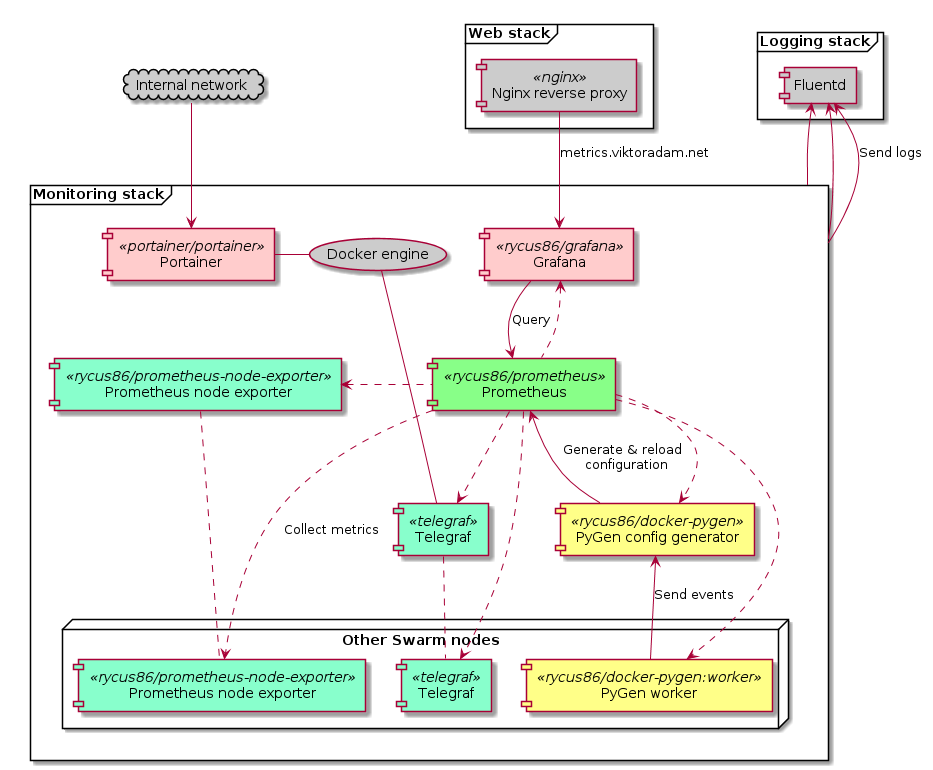 Web stack
«nginx»
Nginx reverse proxy
Logging stack
Fluentd
Internal network
metrics.viktoradam.net
Send logs
Monitoring stack
«portainer/portainer»
Portainer
Docker engine
«rycus86/grafana»
Grafana
Query
«rycus86/prometheus-node-exporter»
Prometheus node exporter
«rycus86/prometheus»
Prometheus
Generate & reload
configuration
Collect metrics
«telegraf»
Telegraf
«rycus86/docker-pygen»
PyGen config generator
Send events
Other Swarm nodes
«rycus86/prometheus-node-exporter»
Prometheus node exporter
«telegraf»
Telegraf
«rycus86/docker-pygen:worker»
PyGen worker